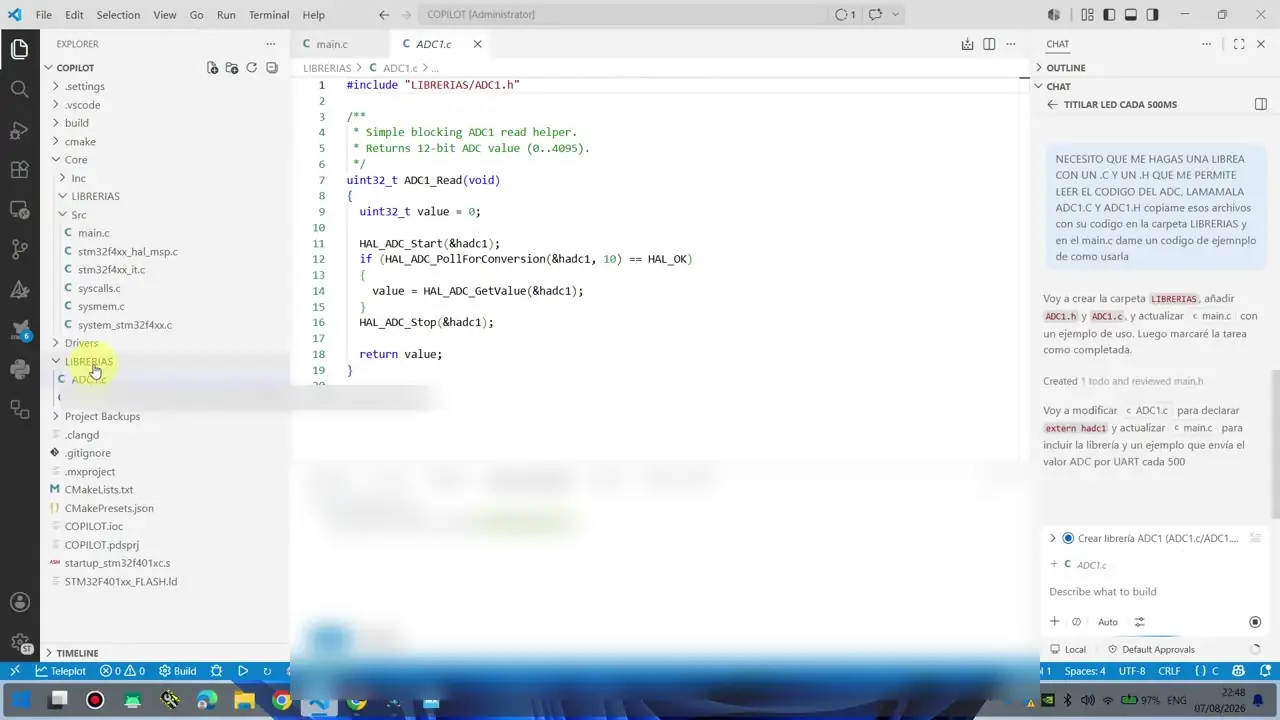 File Edit Selection View Go Run Terminal Help
COPILOT [Administrator]
1
EXPLORER
COPILOT
.settings
.vscode
build
cmake
Core
Inc
LIBRERIAS
Src
C main.c
C stm32f4xx_hal_msp.c
C stm32f4xx_it.c
C syscalls.c
C sysmem.c
C system_stm32f4xx.c
Drivers
LIBRERIAS
C ADC1.c
Project Backups
.clangd
.gitignore
.mxproject
M CMakeLists.txt
{} CMakePresets.json
COPILOT.ioc
COPILOT.pdsprj
ASM startup_stm32f401xc.s
STM32F401xx_FLASH.ld
TIMELINE
6
ST
C main.c
C ADC1.c
LIBRERIAS > C ADC1.c > ...
1 #include "LIBRERIAS/ADC1.h"
2
3 /**
4 * Simple blocking ADC1 read helper.
5 * Returns 12-bit ADC value (0..4095).
6 */
7 uint32_t ADC1_Read(void)
8 {
9 uint32_t value = 0;
10
11 HAL_ADC_Start(&hadc1);
12 if (HAL_ADC_PollForConversion(&hadc1, 10) == HAL_OK)
13 {
14 value = HAL_ADC_GetValue(&hadc1);
15 }
16 HAL_ADC_Stop(&hadc1);
17
18 return value;
19 }
20
CHAT
OUTLINE
CHAT
TITILAR LED CADA 500MS
NECESITO QUE ME HAGAS UNA LIBREA
CON UN .C Y UN .H QUE ME PERMITE
LEER EL CODIGO DEL ADC, LAMAMALA
ADC1.C Y ADC1.H copiame esos archivos
con su codigo en la carpeta LIBRERIAS y
en el main.c dame un codigo de ejemnplo
de como usarla
Voy a crear la carpeta LIBRERIAS, añadir
ADC1.h y ADC1.c, y actualizar C main.c con
un ejemplo de uso. Luego marcaré la tarea
como completada.
Created 1 todo and reviewed main.h
Voy a modificar C ADC1.c para declarar
extern hadc1 y actualizar C main.c para
incluir la librería y un ejemplo que envía el
valor ADC por UART cada 500
Crear librería ADC1 (ADC1.c/ADC1....
+ C ADC1.c
Describe what to build
Auto
Local Default Approvals
Teleplot 0 0 Build
Spaces: 4 UTF-8 CRLF {} C
97% ENG 22:48
07/08/2026